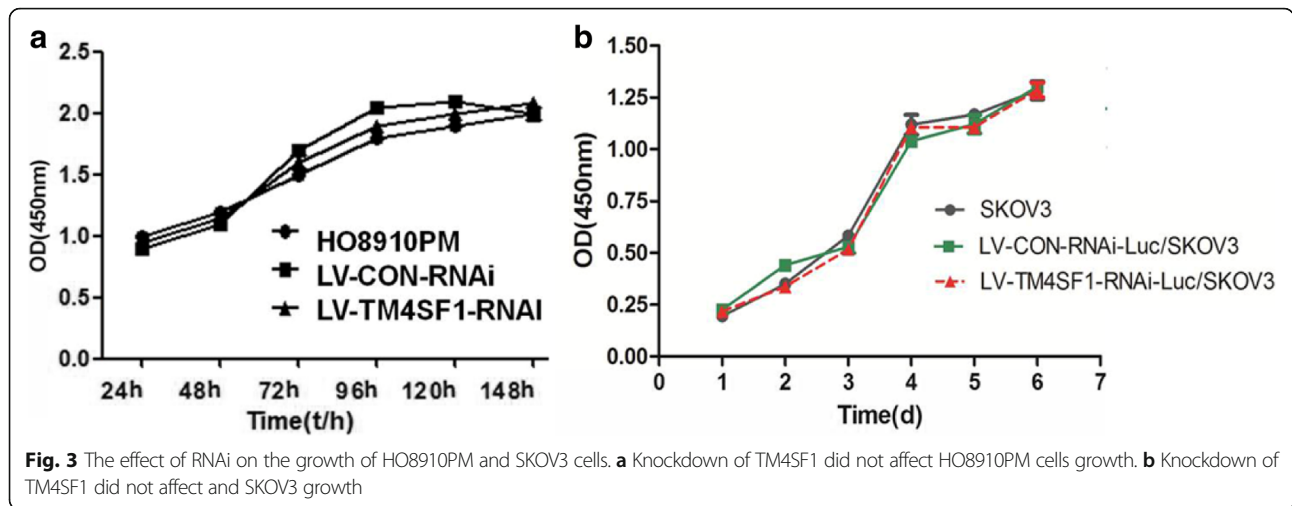 a
2.5
2.0
1.5
1.0
0.5
0.0
OD(450nm)
HO8910PM
LV-CON-RNAi
LV-TM4SF1-RNAI
24h 48h 72h 96h 120h 148h
Time(t/h)
b
1.50
1.25
1.00
0.75
0.50
0.25
0.00
OD(450nm)
SKOV3
LV-CON-RNAi-Luc/SKOV3
LV-TM4SF1-RNAi-Luc/SKOV3
0 1 2 3 4 5 6 7
Time(d)
Fig. 3 The effect of RNAi on the growth of HO8910PM and SKOV3 cells. a Knockdown of TM4SF1 did not affect HO8910PM cells growth. b Knockdown of
TM4SF1 did not affect and SKOV3 growth